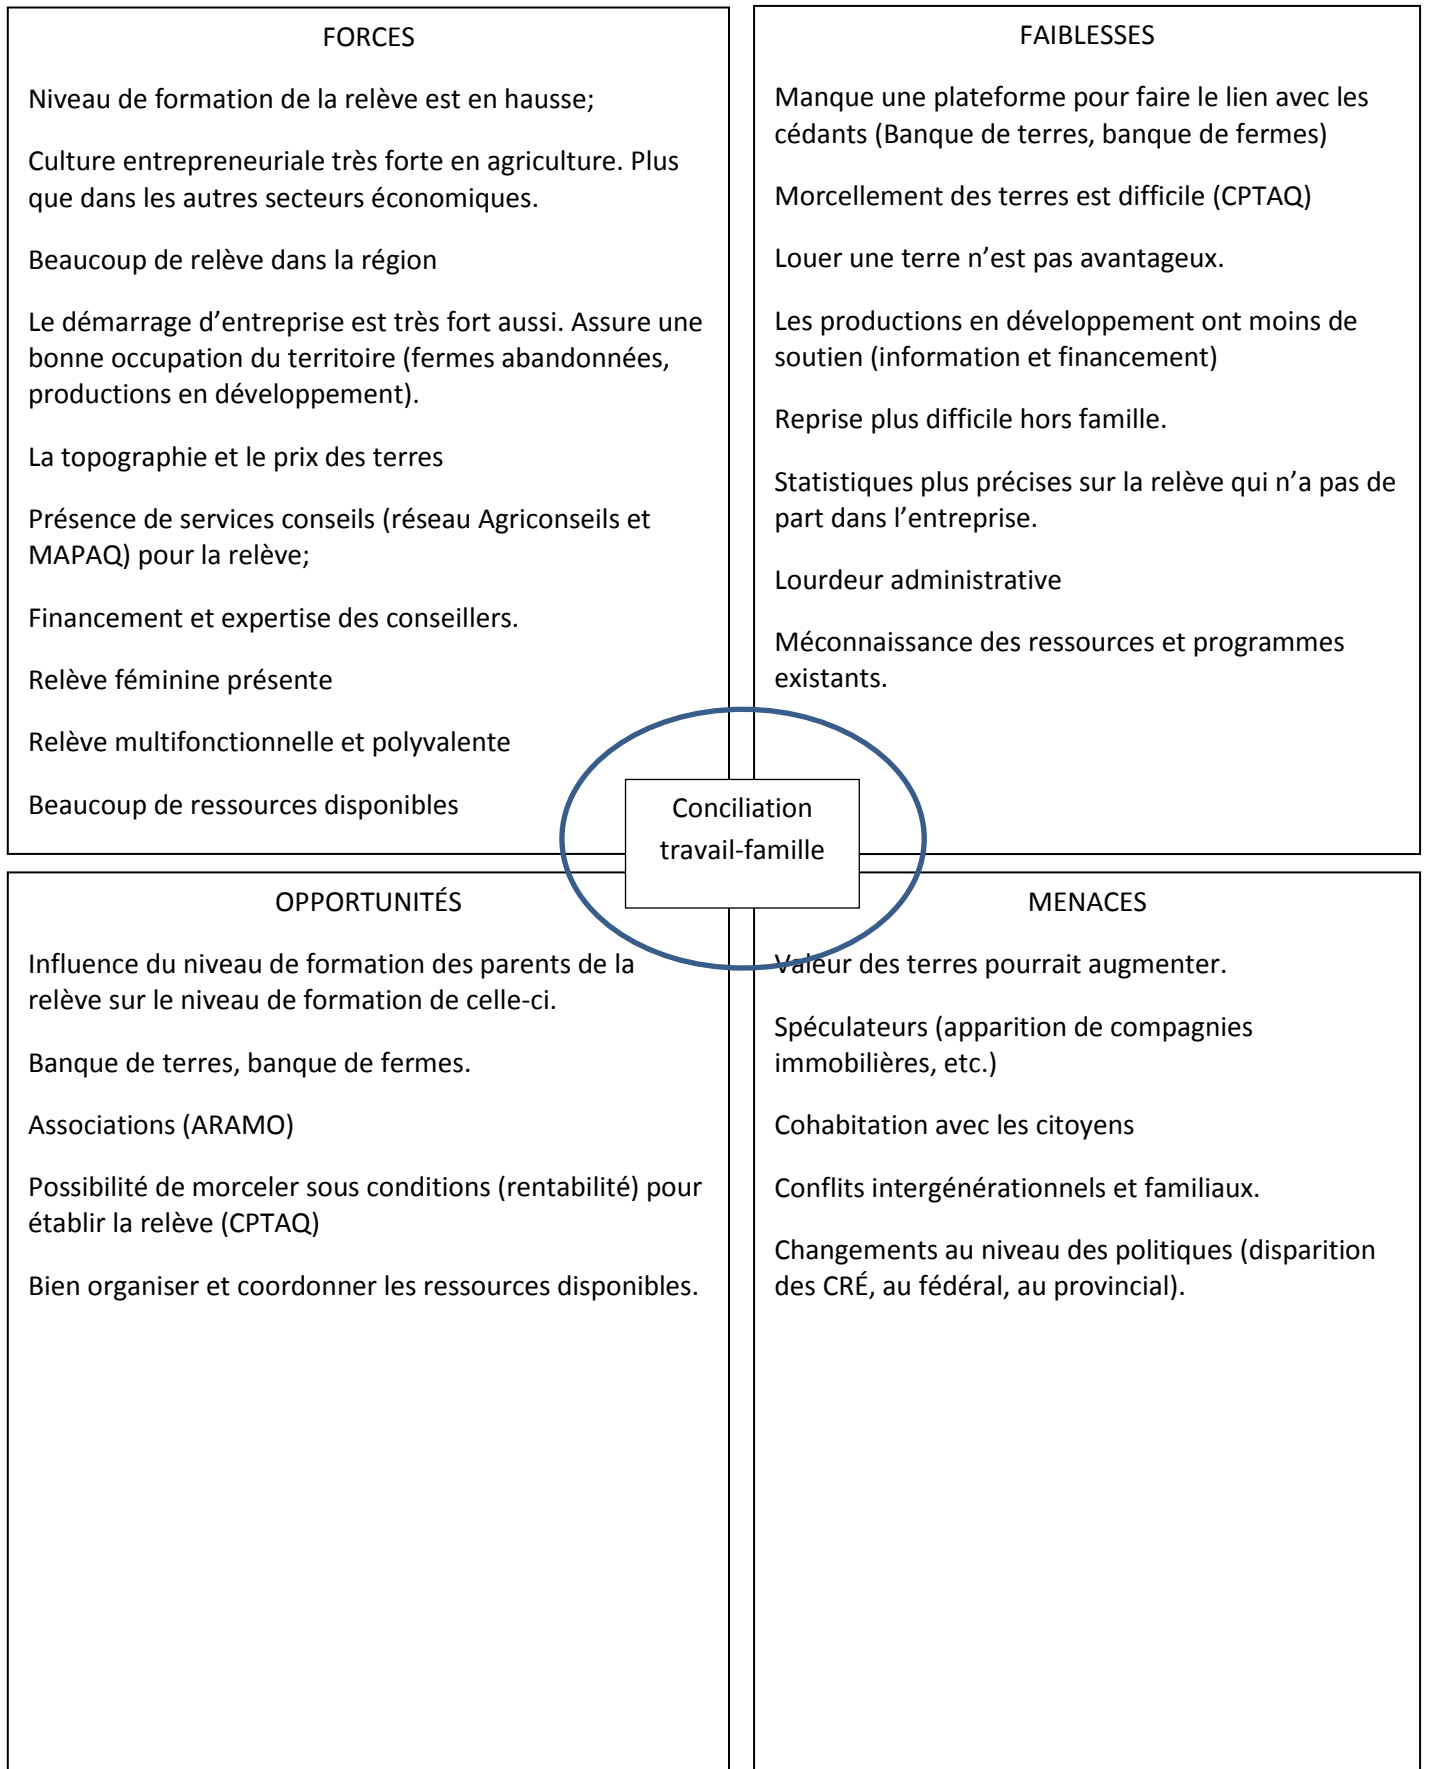 FORCES
Niveau de formation de la relève est en hausse;
Culture entrepreneuriale très forte en agriculture. Plus
que dans les autres secteurs économiques.
Beaucoup de relève dans la région
Le démarrage d’entreprise est très fort aussi. Assure une
bonne occupation du territoire (fermes abandonnées,
productions en développement).
La topographie et le prix des terres
Présence de services conseils (réseau Agriconseils et
MAPAQ) pour la relève;
Financement et expertise des conseillers.
Relève féminine présente
Relève multifonctionnelle et polyvalente
Beaucoup de ressources disponibles
FAIBLESSES
Manque une plateforme pour faire le lien avec les
cédants (Banque de terres, banque de fermes)
Morcellement des terres est difficile (CPTAQ)
Louer une terre n’est pas avantageux.
Les productions en développement ont moins de
soutien (information et financement)
Reprise plus difficile hors famille.
Statistiques plus précises sur la relève qui n’a pas de
part dans l’entreprise.
Lourdeur administrative
Méconnaissance des ressources et programmes
existants.
Conciliation
travail-famille
OPPORTUNITÉS
Influence du niveau de formation des parents de la
relève sur le niveau de formation de celle-ci.
Banque de terres, banque de fermes.
Associations (ARAMO)
Possibilité de morceler sous conditions (rentabilité) pour
établir la relève (CPTAQ)
Bien organiser et coordonner les ressources disponibles.
MENACES
Valeur des terres pourrait augmenter.
Spéculateurs (apparition de compagnies
immobilières, etc.)
Cohabitation avec les citoyens
Conflits intergénérationnels et familiaux.
Changements au niveau des politiques (disparition
des CRÉ, au fédéral, au provincial).